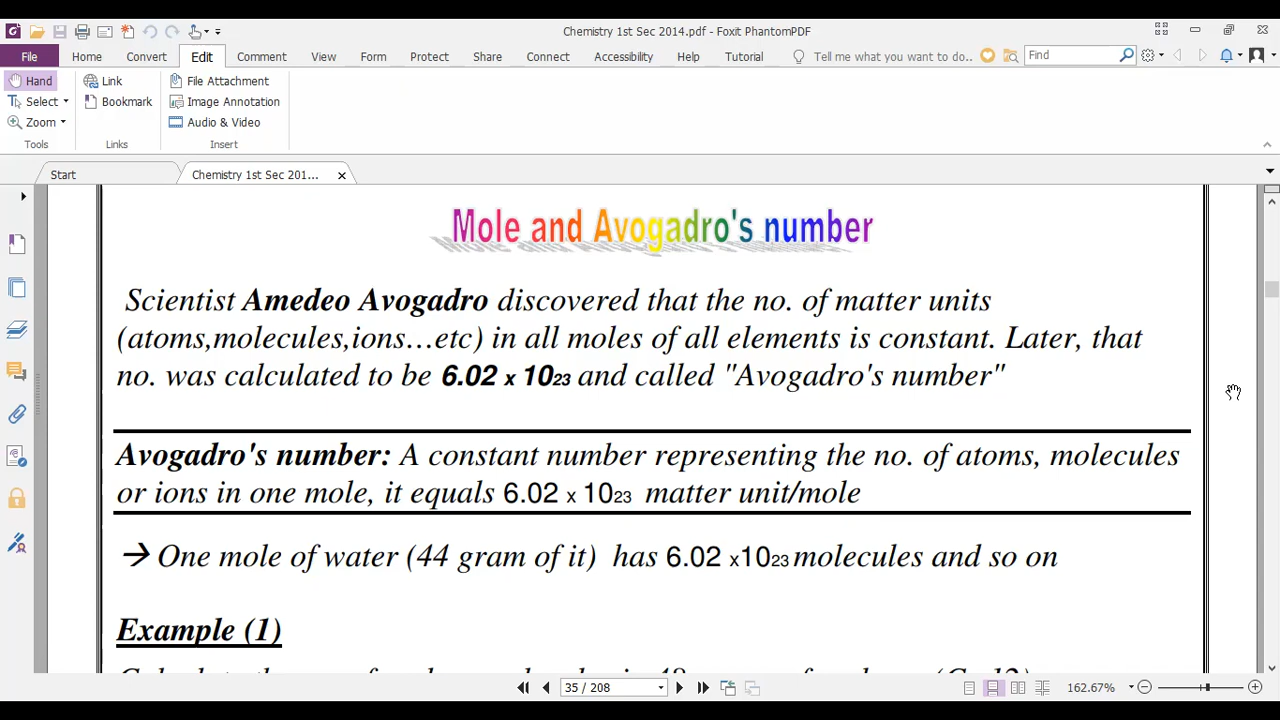 Chemistry 1st Sec 2014.pdf - Foxit PhantomPDF
File Home Convert Edit Comment View Form Protect Share Connect Accessibility Help Tutorial Tell me what you want to do.. Find
Hand Link File Attachment
Select Bookmark Image Annotation
Zoom Audio & Video
Tools Links Insert
Start Chemistry 1st Sec 201...
Mole and Avogadro's number
Scientist Amedeo Avogadro discovered that the no. of matter units
(atoms,molecules,ions…etc) in all moles of all elements is constant. Later, that
no. was calculated to be 6.02 x 1023 and called "Avogadro's number"
Avogadro's number: A constant number representing the no. of atoms, molecules
or ions in one mole, it equals 6.02 x 1023 matter unit/mole
→ One mole of water (44 gram of it) has 6.02 x1023 molecules and so on
Example (1)
35 / 208 162.67%